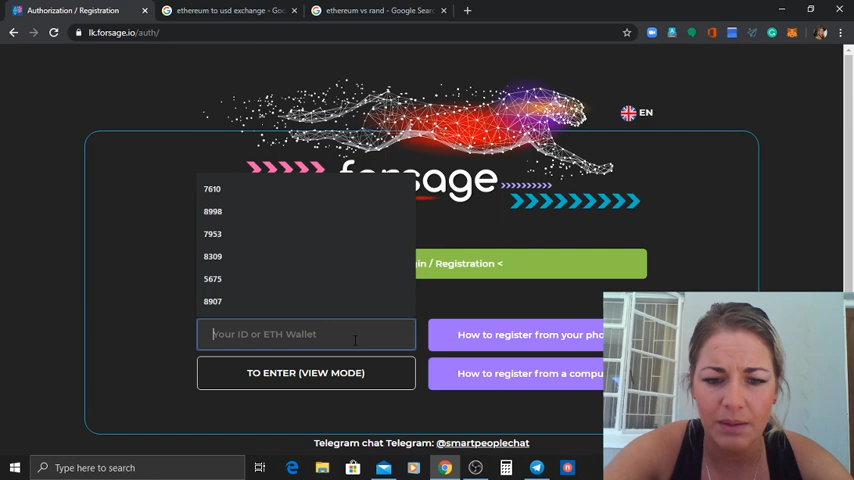 Authorization / Registration
ethereum to usd exchange - Goo
ethereum vs rand - Google Sear
lk.forsage.io/auth/
EN
forsage
7610
8998
7953
8309
5675
8907
gin / Registration <
Your ID or ETH Wallet
How to register from your pho
TO ENTER (VIEW MODE)
How to register from a compu
Telegram chat Telegram: @smartpeoplechat
Type here to search